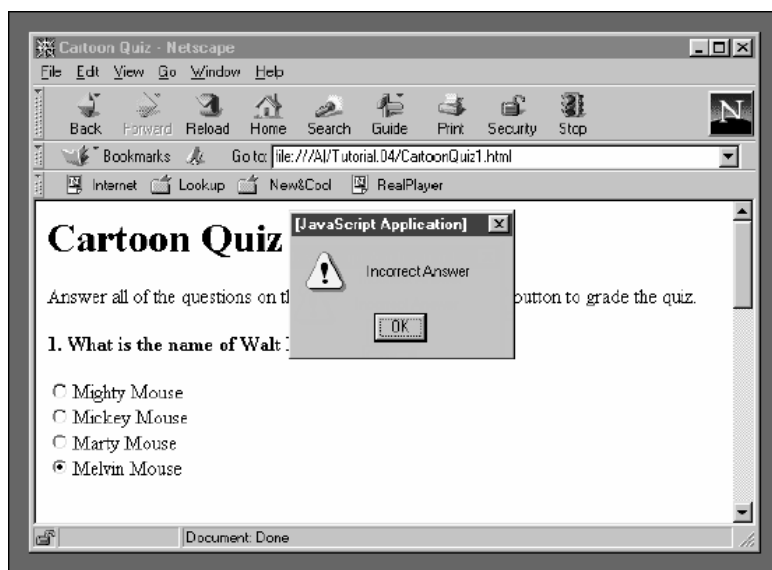 Cartoon Quiz - Netscape
File Edit View Go Window Help
Back Forward Reload Home Search Guide Print Security Stop
N
Bookmarks Go to: file:///A|/Tutorial.04/CartoonQuiz1.html
Internet Lookup New&Cool RealPlayer
Cartoon Quiz
[JavaScript Application]
Incorrect Answer
OK
Answer all of the questions on t button to grade the quiz.
1. What is the name of Walt
Mighty Mouse
Mickey Mouse
Marty Mouse
Melvin Mouse
Document: Done